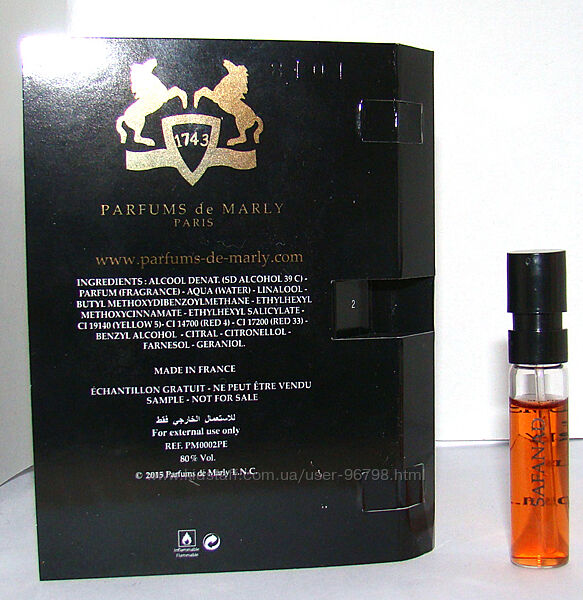 1743
PARFUMS de MARLY
PARIS
www.parfums-de-marly.com
INGREDIENTS : ALCOOL DENAT. (SD ALCOHOL 39 C) -
PARFUM (FRAGRANCE) - AQUA (WATER) - LINALOOL -
BUTYL METHOXYDIBENZOYLMETHANE - ETHYLHEXYL
METHOXYCINNAMATE - ETHYLHEXYL SALICYLATE -
CI 19140 (YELLOW 5) - CI 14700 (RED 4) - CI 17200 (RED 33) -
BENZYL ALCOHOL - CITRAL - CITRONELLOL -
FARNESOL - GERANIOL.
MADE IN FRANCE
ÉCHANTILLON GRATUIT - NE PEUT ÊTRE VENDU
SAMPLE - NOT FOR SALE
للاستعمال الخارجي فقط
For external use only
REF. PM0002PE
80% Vol.
© 2015 Parfums de Marly L.N.C.
Inflammable
Flammable
2
SAFANAD